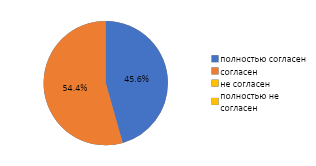 45.6%
54.4%
полностью согласен
согласен
не согласен
полностью не
согласен